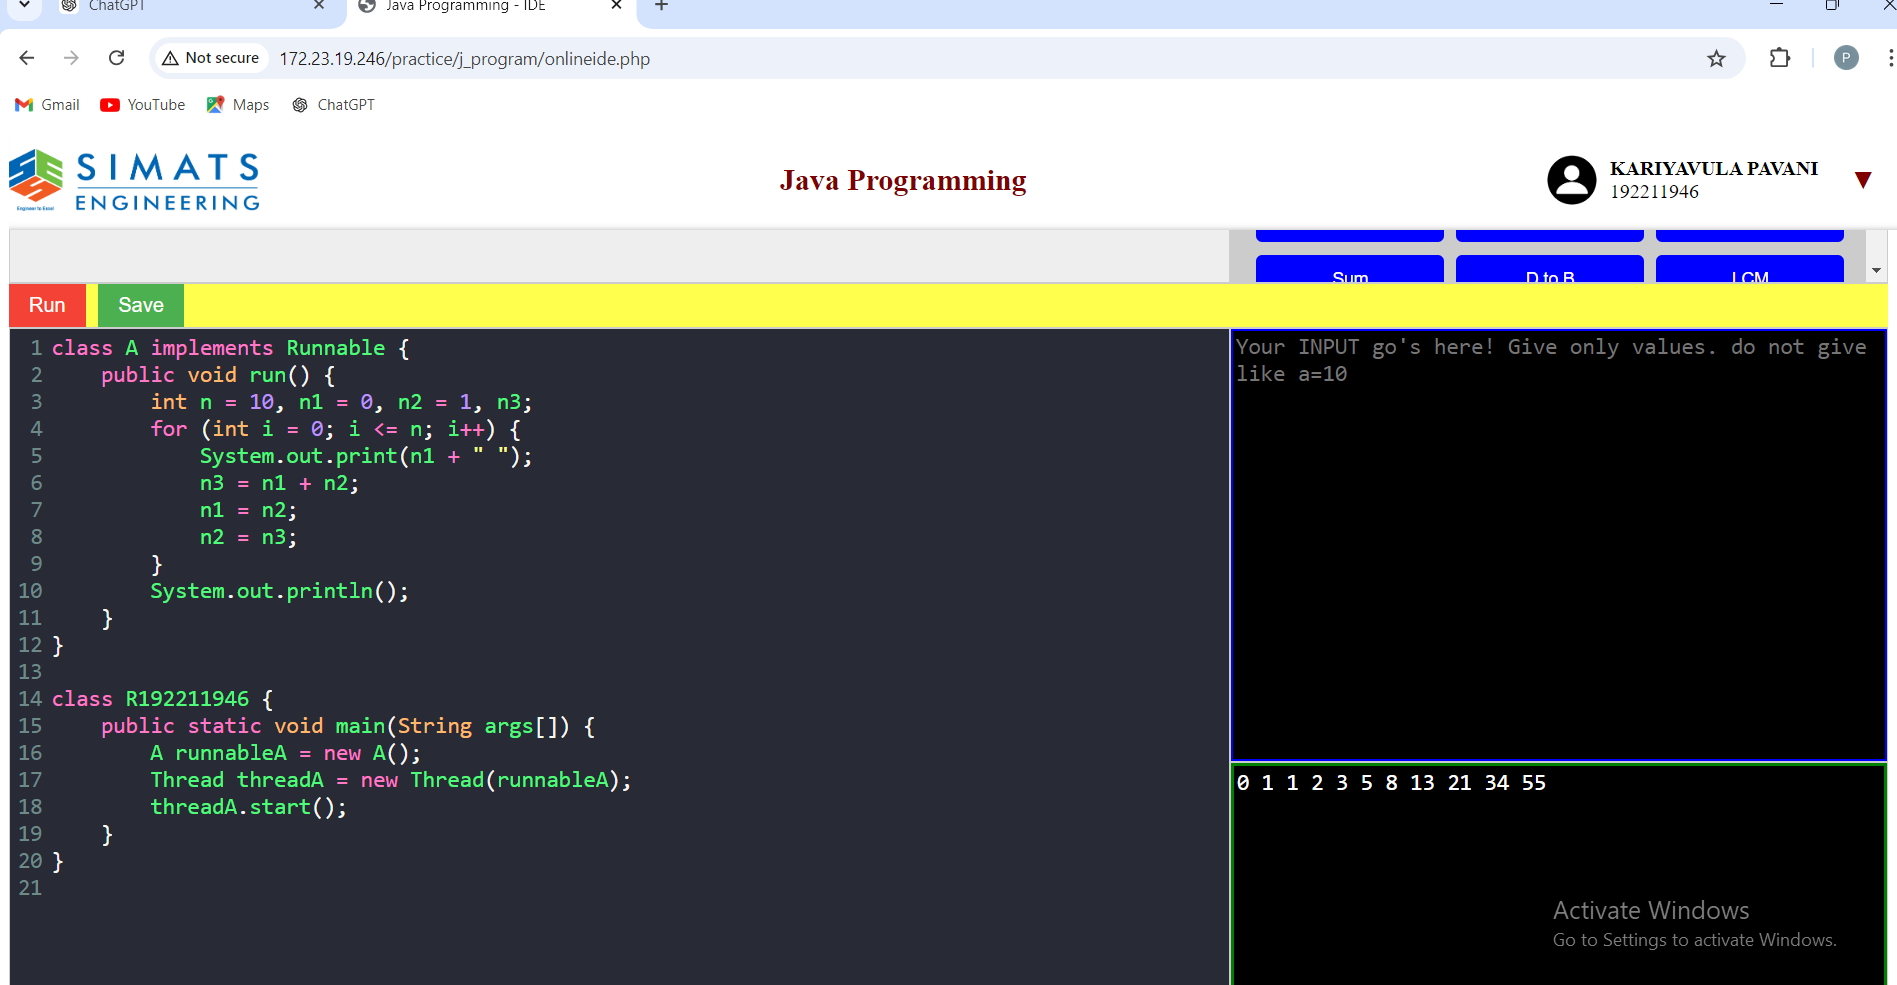 ChatGPT
Java Programming - IDE
Not secure 172.23.19.246/practice/j_program/onlineide.php
P
Gmail YouTube Maps ChatGPT
SIMATS
ENGINEERING
Engineer to Excel
Java Programming
KARIYAVULA PAVANI
192211946
Sum D to B LCM
Run Save
1 class A implements Runnable {
2     public void run() {
3         int n = 10, n1 = 0, n2 = 1, n3;
4         for (int i = 0; i <= n; i++) {
5             System.out.print(n1 + " ");
6             n3 = n1 + n2;
7             n1 = n2;
8             n2 = n3;
9         }
10         System.out.println();
11     }
12 }
13
14 class R192211946 {
15     public static void main(String args[]) {
16         A runnableA = new A();
17         Thread threadA = new Thread(runnableA);
18         threadA.start();
19     }
20 }
21
Your INPUT go's here! Give only values. do not give
like a=10
0 1 1 2 3 5 8 13 21 34 55
Activate Windows
Go to Settings to activate Windows.